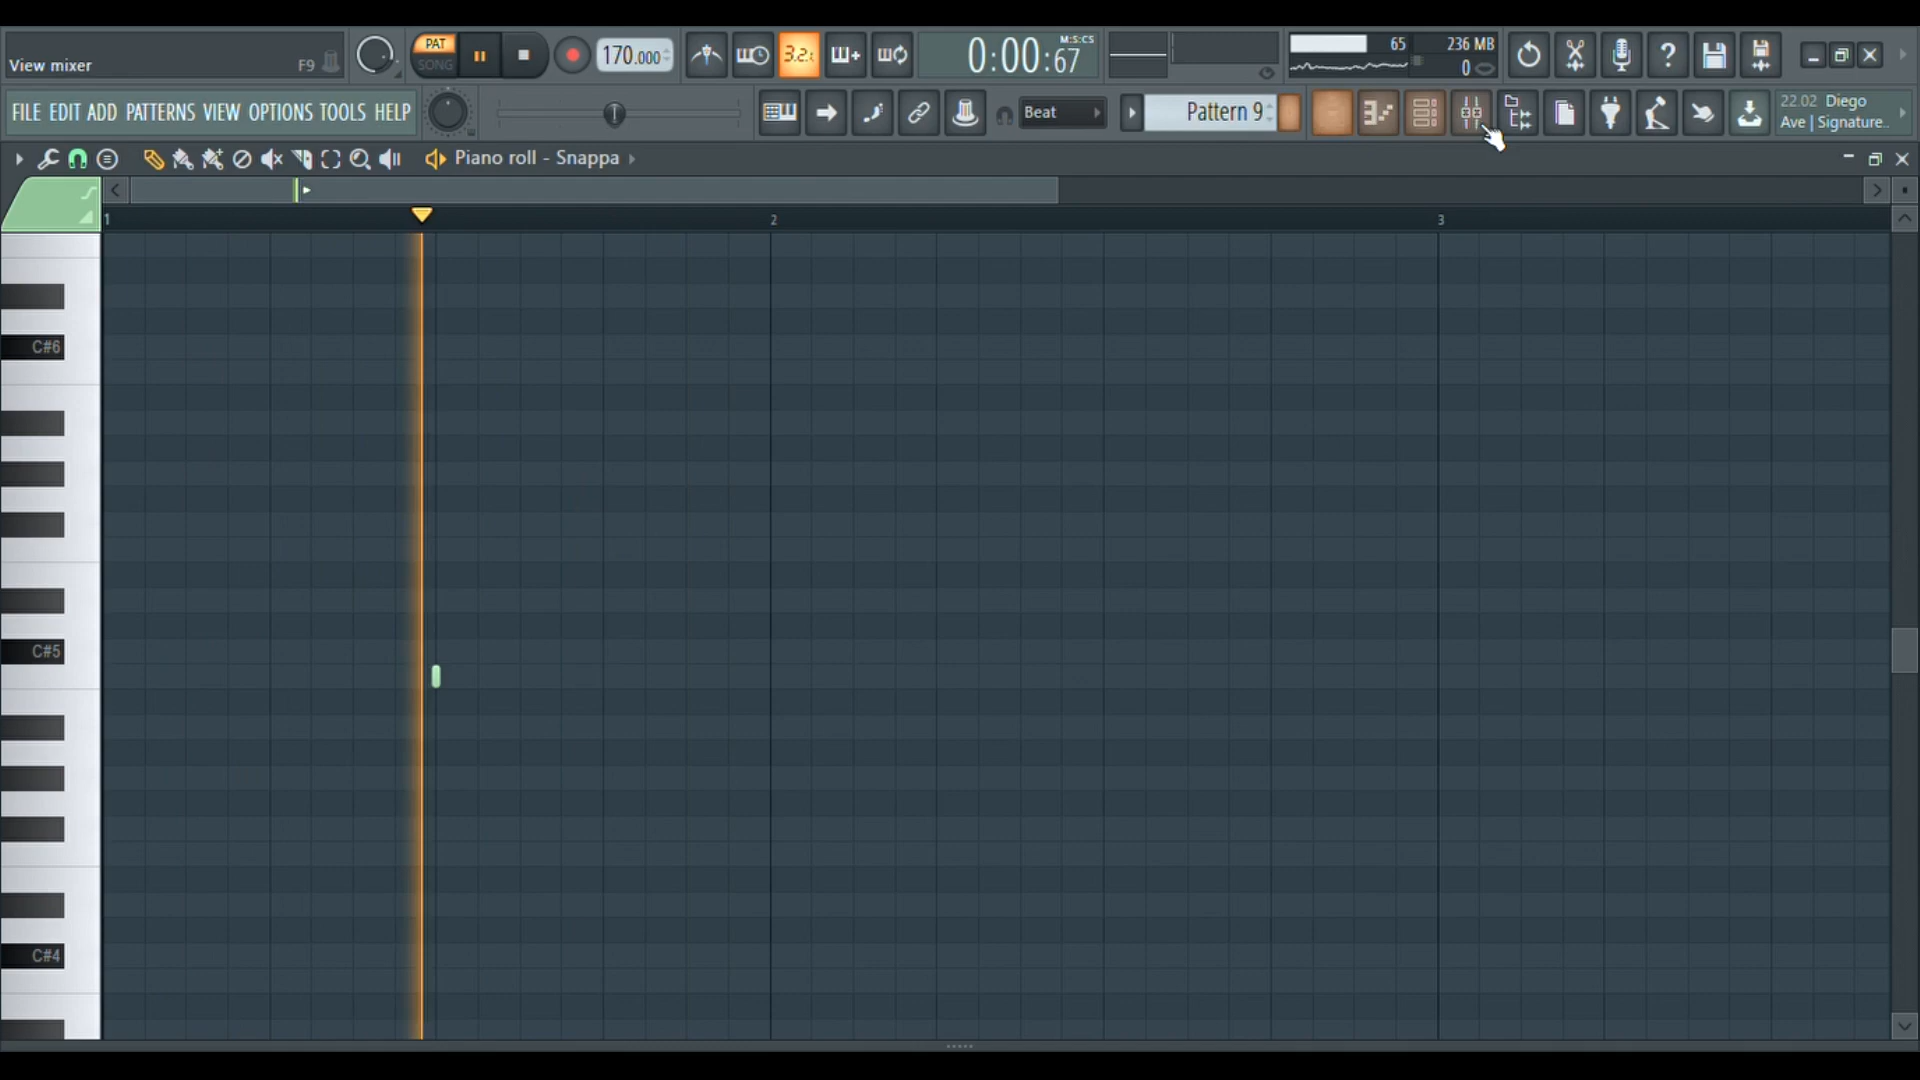 View mixer F9
PAT
SONG
170.000
3.2.
0:00:67
M:S:CS
65
236 MB
0
FILE EDIT ADD PATTERNS VIEW OPTIONS TOOLS HELP
Beat
Pattern 9
22.02 Diego
Ave | Signature..
Piano roll - Snappa
1 2 3
C#6
C#5
C#4